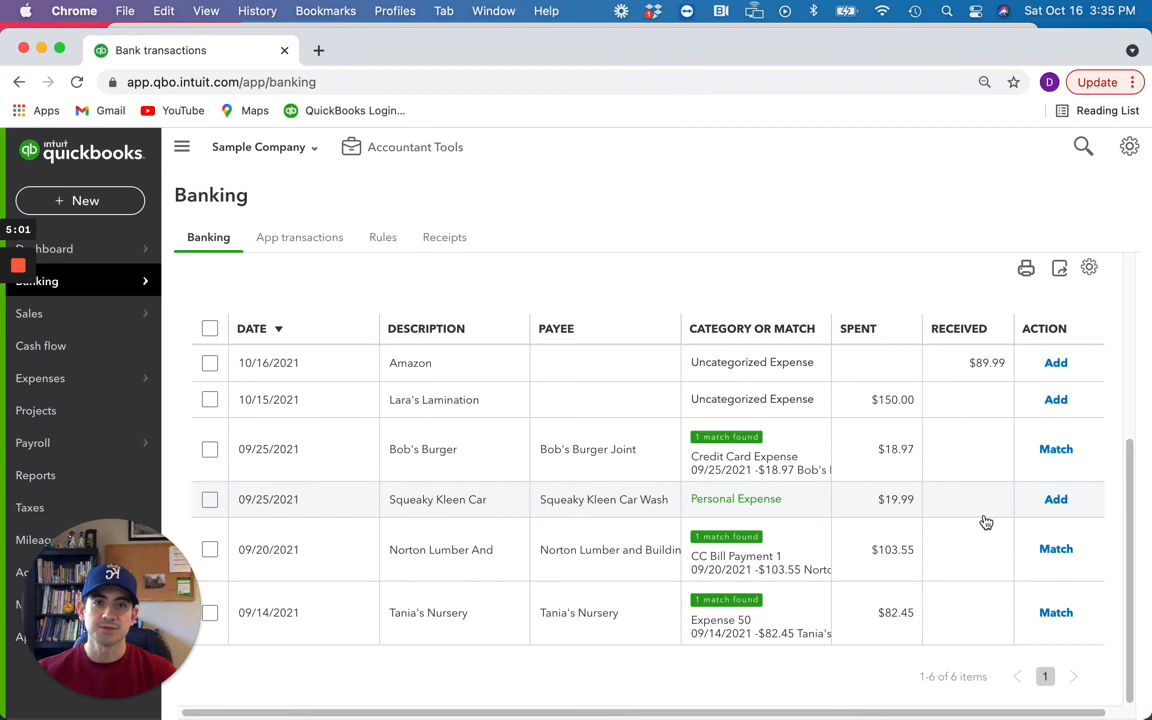 Chrome File Edit View History Bookmarks Profiles Tab Window Help Sat Oct 16 3:35 PM
Bank transactions
app.qbo.intuit.com/app/banking
D
Update
Apps Gmail YouTube Maps QuickBooks Login... Reading List
intuit
quickbooks.
Sample Company
Accountant Tools
+ New
Banking
5:01
Banking App transactions Rules Receipts
hboard
nking
Sales
Cash flow
Expenses
Projects
Payroll
Reports
Taxes
Mileag
DATE DESCRIPTION PAYEE CATEGORY OR MATCH SPENT RECEIVED ACTION
10/16/2021 Amazon Uncategorized Expense $89.99 Add
10/15/2021 Lara's Lamination Uncategorized Expense $150.00 Add
1 match found
09/25/2021 Bob's Burger Bob's Burger Joint Credit Card Expense $18.97 Match
09/25/2021 -$18.97 Bob's
09/25/2021 Squeaky Kleen Car Squeaky Kleen Car Wash Personal Expense $19.99 Add
1 match found
09/20/2021 Norton Lumber And Norton Lumber and Buildin CC Bill Payment 1 $103.55 Match
09/20/2021 -$103.55 Norto
1 match found
09/14/2021 Tania's Nursery Tania's Nursery Expense 50 $82.45 Match
09/14/2021 -$82.45 Tania's
1-6 of 6 items 1